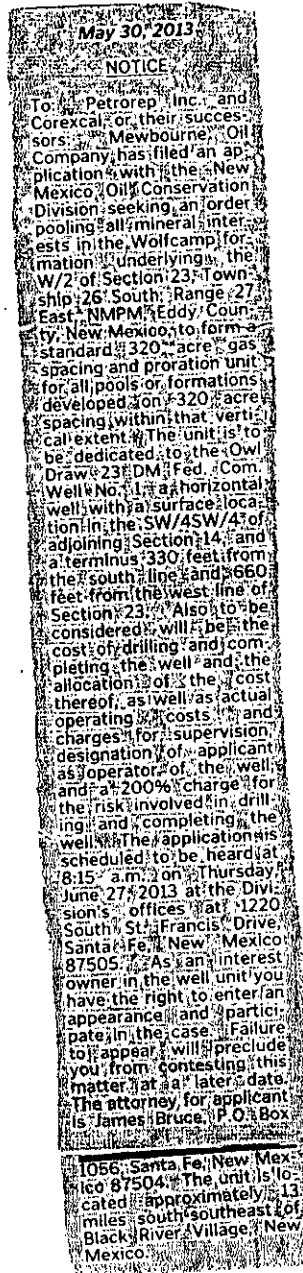 May 30, 2013
NOTICE
To: Petrorep Inc. and
Corexcal, or their succes-
sors: Mewbourne Oil
Company has filed an ap-
plication with the New
Mexico Oil Conservation
Division seeking an order
pooling all mineral inter-
ests in the Wolfcamp for-
mation underlying the
W/2 of Section 23, Town-
ship 26 South, Range 27
East, NMPM, Eddy Coun-
ty, New Mexico, to form a
standard 320 acre gas
spacing and proration unit
for all pools or formations
developed on 320 acre
spacing within that verti-
cal extent. The unit is to
be dedicated to the Owl
Draw 23 DM Fed. Com.
Well No. 1, a horizontal
well with a surface loca-
tion in the SW/4SW/4 of
adjoining Section 14, and
a terminus 330 feet from
the south line and 660
feet from the west line of
Section 23. Also to be
considered will be the
cost of drilling and com-
pleting the well and the
allocation of the cost
thereof, as well as actual
operating costs and
charges for supervision,
designation of applicant
as operator of the well,
and a 200% charge for
the risk involved in drill-
ing and completing the
well. The application is
scheduled to be heard at
8:15 a.m. on Thursday,
June 27, 2013 at the Divi-
sion's offices at 1220
South St. Francis Drive,
Santa Fe, New Mexico
87505. As an interest
owner in the well unit you
have the right to enter an
appearance and partici-
pate in the case. Failure
to appear will preclude
you from contesting this
matter at a later date.
The attorney for applicant
is James Bruce, P.O. Box
1056, Santa Fe, New Mex-
ico 87504. The unit is lo-
cated approximately 13
miles south-southeast of
Black River Village, New
Mexico.